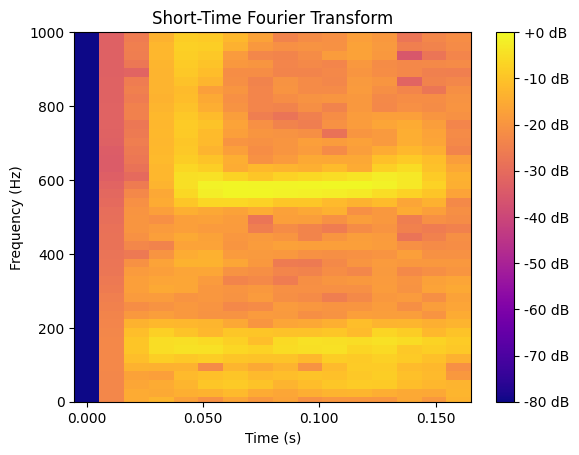 Short-Time Fourier Transform
1000
800
600
400
200
0
Frequency (Hz)
0.000
0.050
0.100
0.150
Time (s)
+0 dB
-10 dB
-20 dB
-30 dB
-40 dB
-50 dB
-60 dB
-70 dB
-80 dB